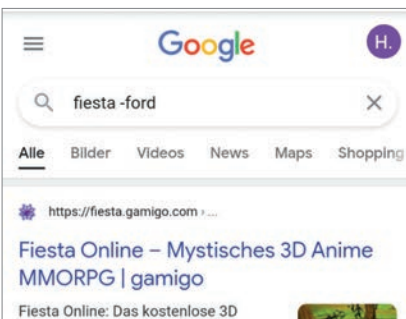 Google
H.
fiesta -ford
Alle Bilder Videos News Maps Shopping
https://fiesta.gamigo.com › ...
Fiesta Online – Mystisches 3D Anime
MMORPG | gamigo
Fiesta Online: Das kostenlose 3D